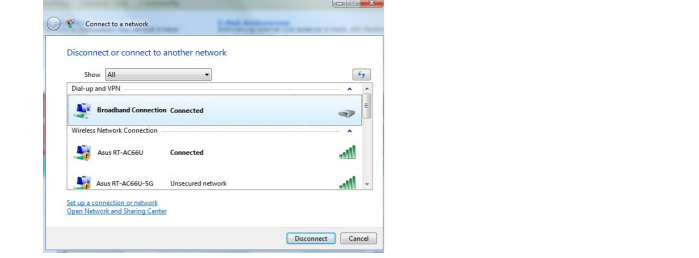 Connect to a network
Disconnect or connect to another network
Show All
Dial-up and VPN
Broadband Connection Connected
Wireless Network Connection
Asus RT-AC66U Connected
Asus RT-AC66U-5G Unsecured network
Set up a connection or network
Open Network and Sharing Center
Disconnect Cancel